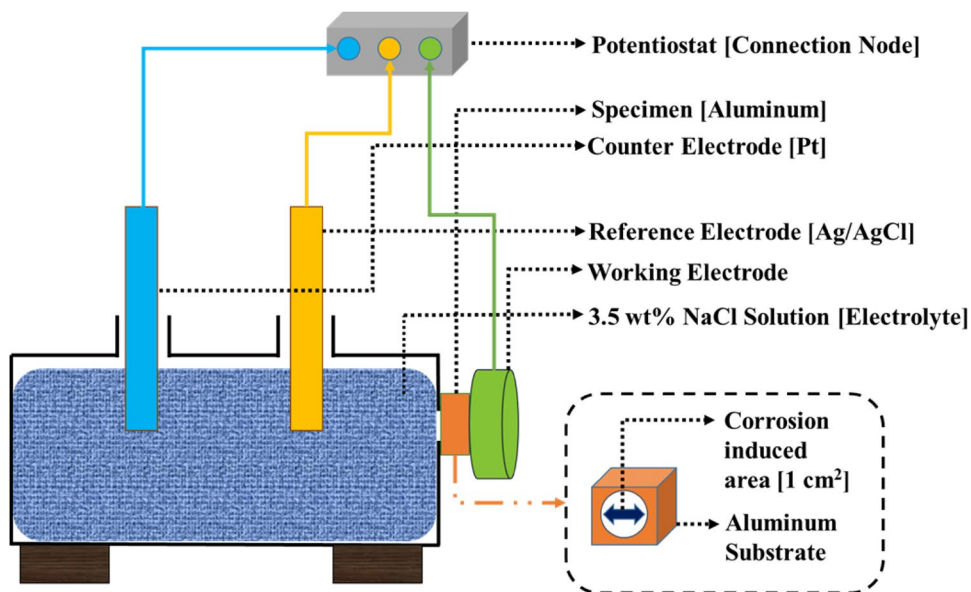 Potentiostat [Connection Node]
Specimen [Aluminum]
Counter Electrode [Pt]
Reference Electrode [Ag/AgCl]
Working Electrode
3.5 wt% NaCl Solution [Electrolyte]
Corrosion
induced
area [1 cm²]
Aluminum
Substrate